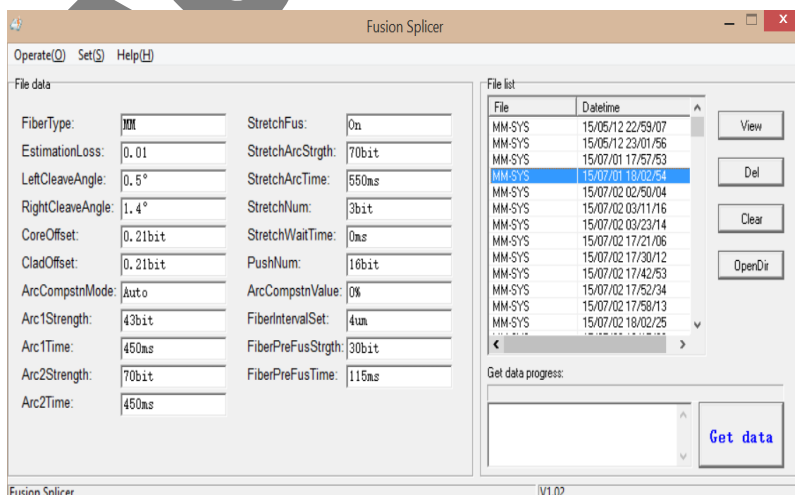 Fusion Splicer
Operate(O) Set(S) Help(H)
File data
FiberType: MM
EstimationLoss: 0.01
LeftCleaveAngle: 0.5°
RightCleaveAngle: 1.4°
CoreOffset: 0.21bit
CladOffset: 0.21bit
ArcCompstnMode: Auto
Arc1Strength: 43bit
Arc1Time: 450ms
Arc2Strength: 70bit
Arc2Time: 450ms
StretchFus: On
StretchArcStrgth: 70bit
StretchArcTime: 550ms
StretchNum: 3bit
StretchWaitTime: 0ms
PushNum: 16bit
ArcCompstnValue: 0%
FiberIntervalSet: 4um
FiberPreFusStrgth: 30bit
FiberPreFusTime: 115ms
File list
File Datetime
MM-SYS 15/05/12 22/59/07
MM-SYS 15/05/12 23/01/56
MM-SYS 15/07/01 17/57/53
MM-SYS 15/07/01 18/02/54
MM-SYS 15/07/02 02/50/04
MM-SYS 15/07/02 03/11/16
MM-SYS 15/07/02 03/23/14
MM-SYS 15/07/02 17/21/06
MM-SYS 15/07/02 17/30/12
MM-SYS 15/07/02 17/42/53
MM-SYS 15/07/02 17/52/34
MM-SYS 15/07/02 17/58/13
MM-SYS 15/07/02 18/02/25
View
Del
Clear
OpenDir
Get data progress:
Get data
Fusion Splicer V1.02